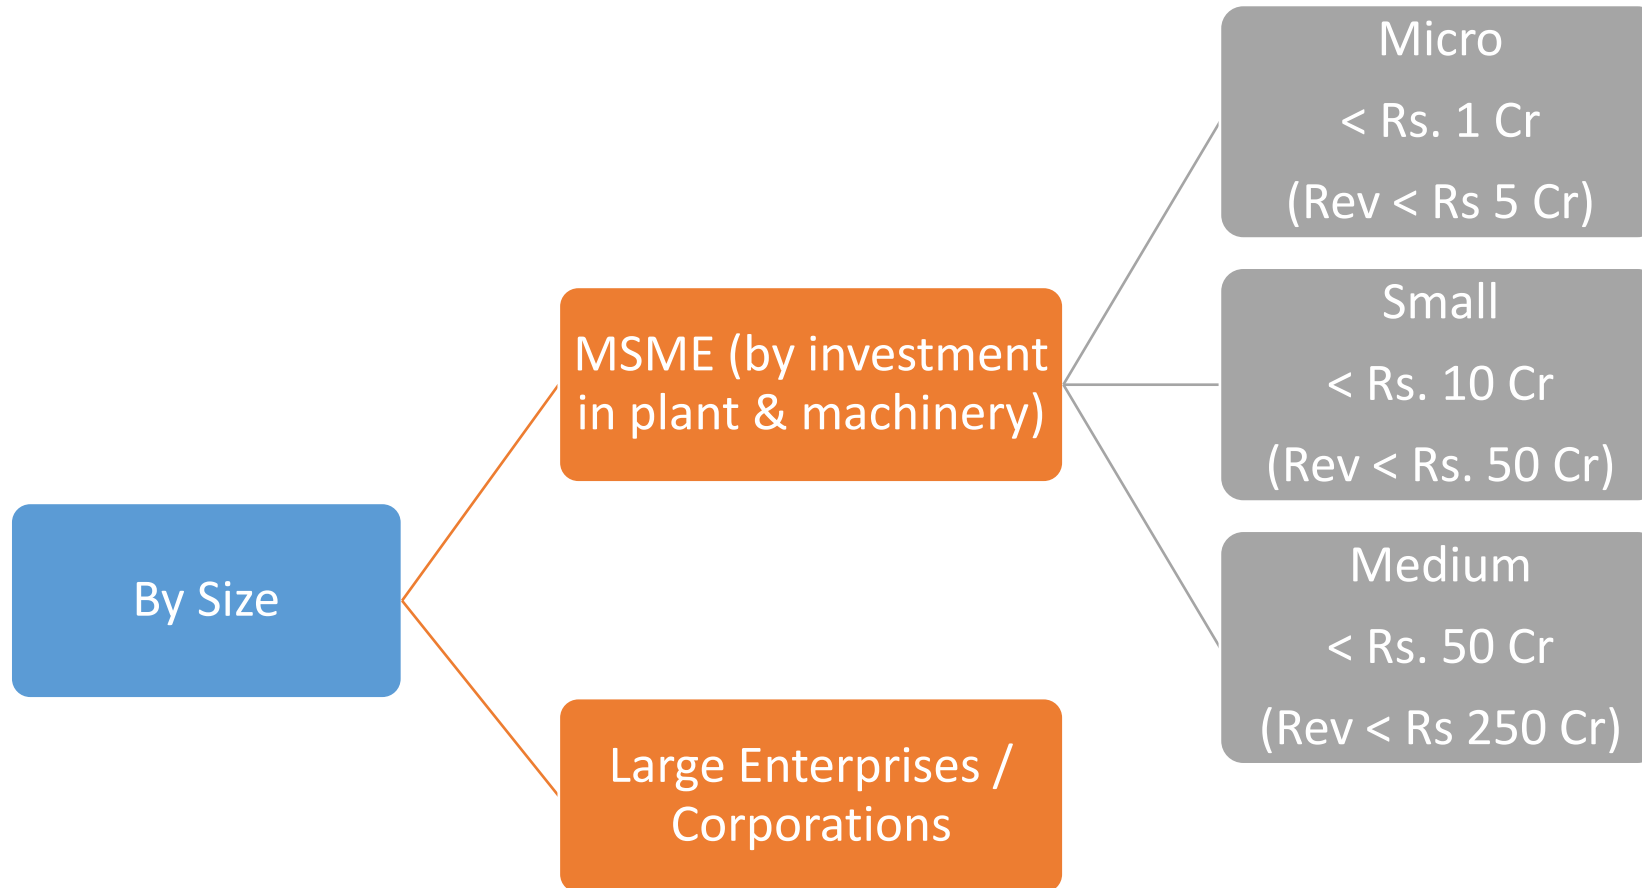 By Size
MSME (by investment
in plant & machinery)
Large Enterprises /
Corporations
Micro
< Rs. 1 Cr
(Rev < Rs 5 Cr)
Small
< Rs. 10 Cr
(Rev < Rs. 50 Cr)
Medium
< Rs. 50 Cr
(Rev < Rs 250 Cr)